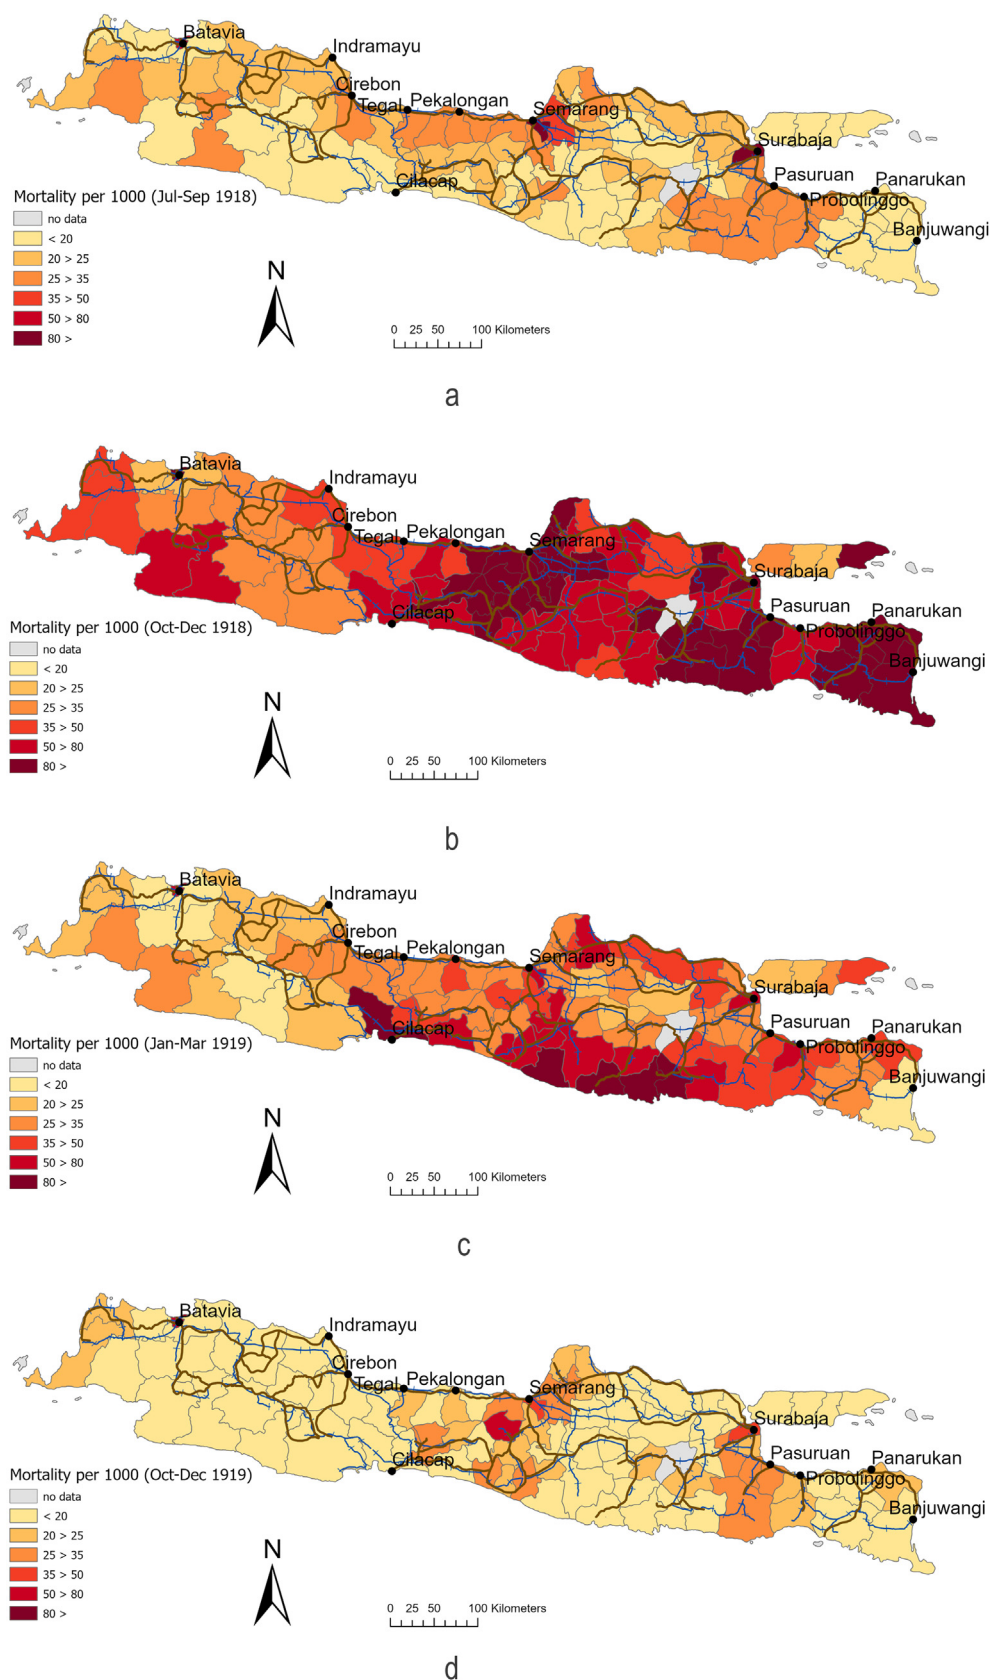 Batavia
Indramayu
Cirebon
Tegal
Pekalongan
Semarang
Surabaja
Cilacap
Pasuruan
Panarukan
Probolinggo
Banjuwangi
Mortality per 1000 (Jul-Sep 1918)
no data
< 20
20 > 25
25 > 35
35 > 50
50 > 80
80 >
N
0 25 50 100 Kilometers
a
Batavia
Indramayu
Cirebon
Tegal
Pekalongan
Semarang
Surabaja
Cilacap
Pasuruan
Panarukan
Probolinggo
Banjuwangi
Mortality per 1000 (Oct-Dec 1918)
no data
< 20
20 > 25
25 > 35
35 > 50
50 > 80
80 >
N
0 25 50 100 Kilometers
b
Batavia
Indramayu
Cirebon
Tegal
Pekalongan
Semarang
Surabaja
Cilacap
Pasuruan
Panarukan
Probolinggo
Banjuwangi
Mortality per 1000 (Jan-Mar 1919)
no data
< 20
20 > 25
25 > 35
35 > 50
50 > 80
80 >
N
0 25 50 100 Kilometers
c
Batavia
Indramayu
Cirebon
Tegal
Pekalongan
Semarang
Surabaja
Cilacap
Pasuruan
Panarukan
Probolinggo
Banjuwangi
Mortality per 1000 (Oct-Dec 1919)
no data
< 20
20 > 25
25 > 35
35 > 50
50 > 80
80 >
N
0 25 50 100 Kilometers
d